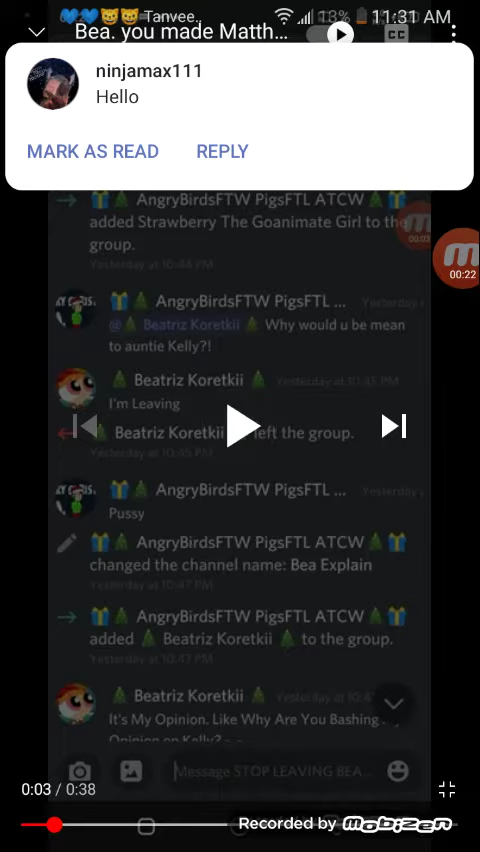 Tanvee.. 13% 11:31 AM
Bea. you made Matth... CC
ninjamax111
Hello
MARK AS READ REPLY
AngryBirdsFTW PigsFTL ATCW
added Strawberry The Goanimate Girl to the
group.
Yesterday at 10:44 PM
00:03
00:22
AngryBirdsFTW PigsFTL ... Yesterday
@ Beatriz Koretkii Why would u be mean
to auntie Kelly?!
Beatriz Koretkii Yesterday at 10:45 PM
I'm Leaving
Beatriz Koretkii left the group.
Yesterday at 10:45 PM
AngryBirdsFTW PigsFTL ... Yesterday
Pussy
AngryBirdsFTW PigsFTL ATCW
changed the channel name: Bea Explain
Yesterday at 10:47 PM
AngryBirdsFTW PigsFTL ATCW
added Beatriz Koretkii to the group.
Yesterday at 10:47 PM
Beatriz Koretkii Yesterday at 10:47
It's My Opinion. Like Why Are You Bashing
Opinion on Kelly?
Message STOP LEAVING BEA...
0:03 / 0:38
Recorded by mobizen